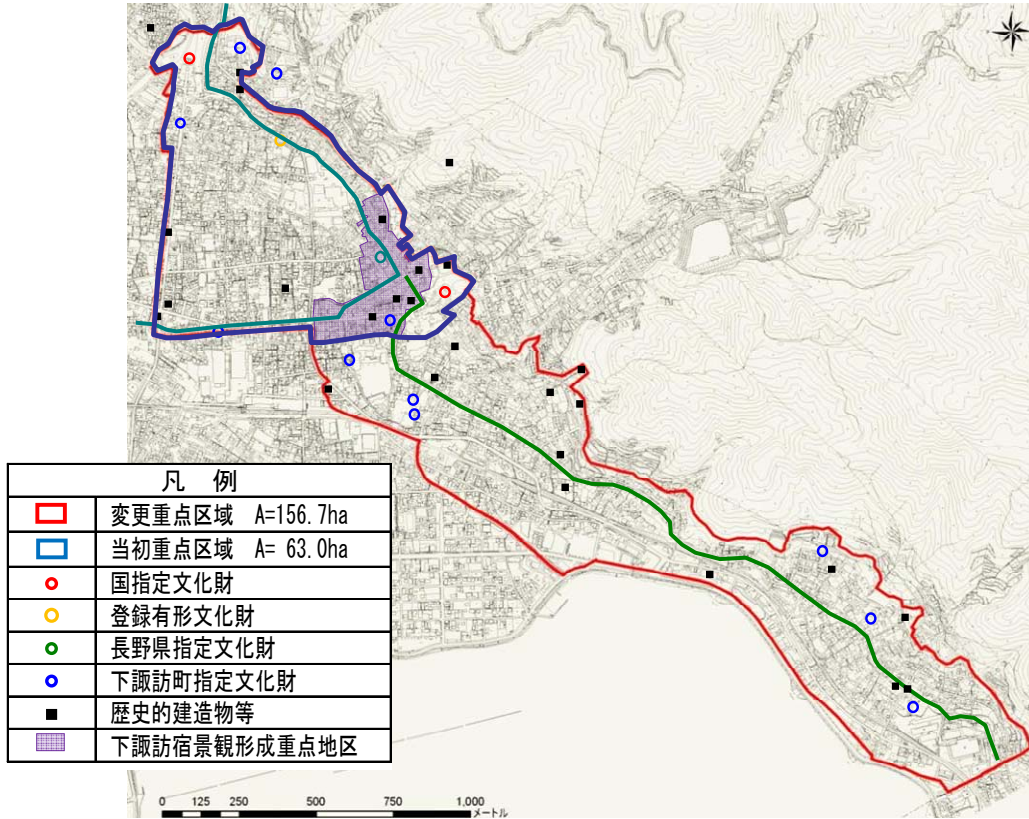 凡 例
変更重点区域 A=156.7ha
当初重点区域 A= 63.0ha
国指定文化財
登録有形文化財
長野県指定文化財
下諏訪町指定文化財
歴史的建造物等
下諏訪宿景観形成重点地区
0 125 250 500 750 1,000
メートル